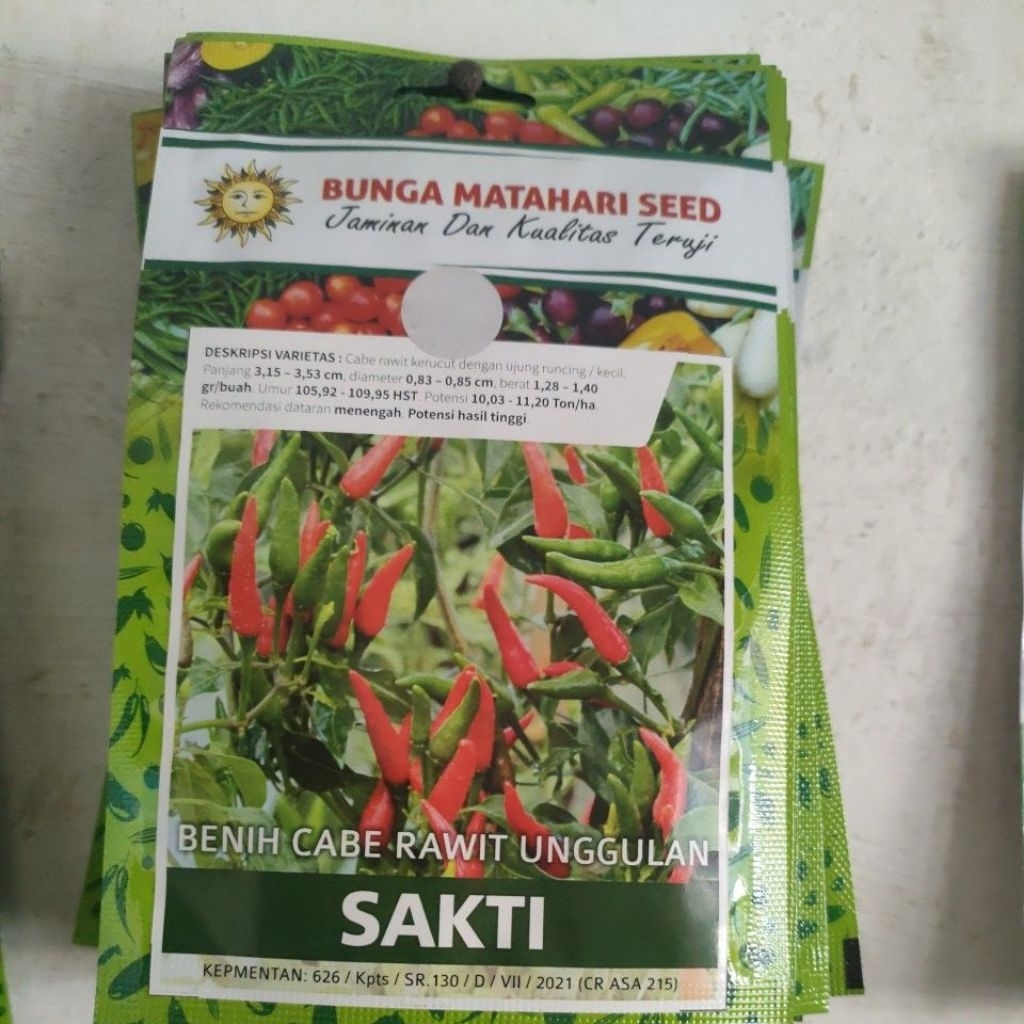 BUNGA MATAHARI SEED
Jaminan Dan Kualitas Teruji
DESKRIPSI VARIETAS : Cabe rawit kerucut dengan ujung runcing / kecil.
Panjang 3,15 – 3,53 cm, diameter 0,83 – 0,85 cm, berat 1,28 – 1,40
gr/buah. Umur 105,92 - 109,95 HST. Potensi 10,03 - 11,20 Ton/ha.
Rekomendasi dataran menengah. Potensi hasil tinggi.
BENIH CABE RAWIT UNGGULAN
SAKTI
KEPMENTAN: 626 / Kpts / SR.130 / D / VII / 2021 (CR ASA 215)